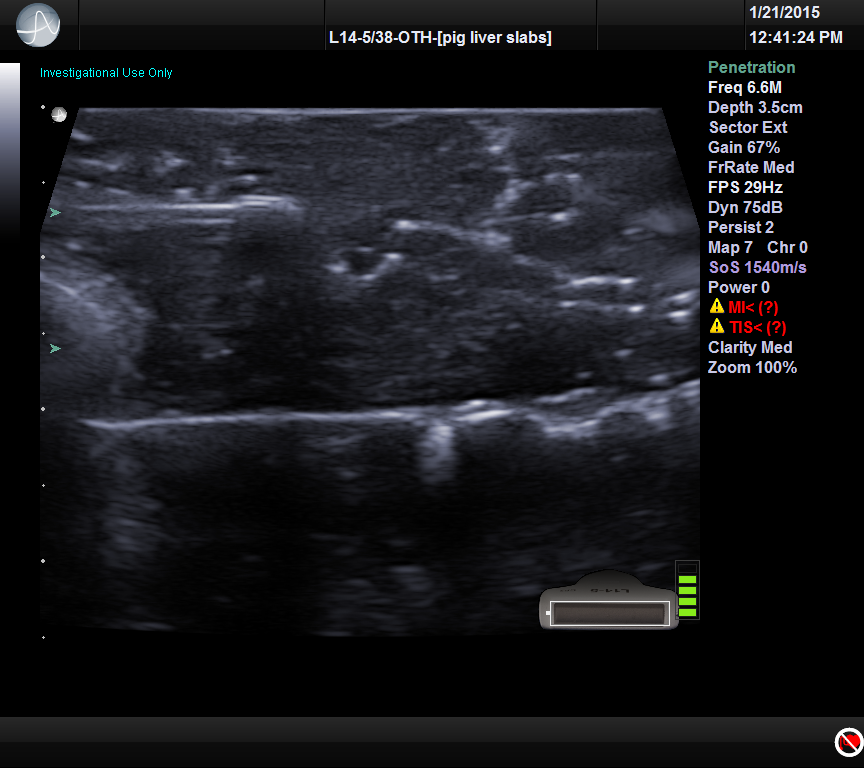 1/21/2015
L14-5/38-OTH-[pig liver slabs]
12:41:24 PM
Investigational Use Only
Penetration
Freq 6.6M
Depth 3.5cm
Sector Ext
Gain 67%
FrRate Med
FPS 29Hz
Dyn 75dB
Persist 2
Map 7 Chr 0
SoS 1540m/s
Power 0
MI< (?)
TIS< (?)
Clarity Med
Zoom 100%